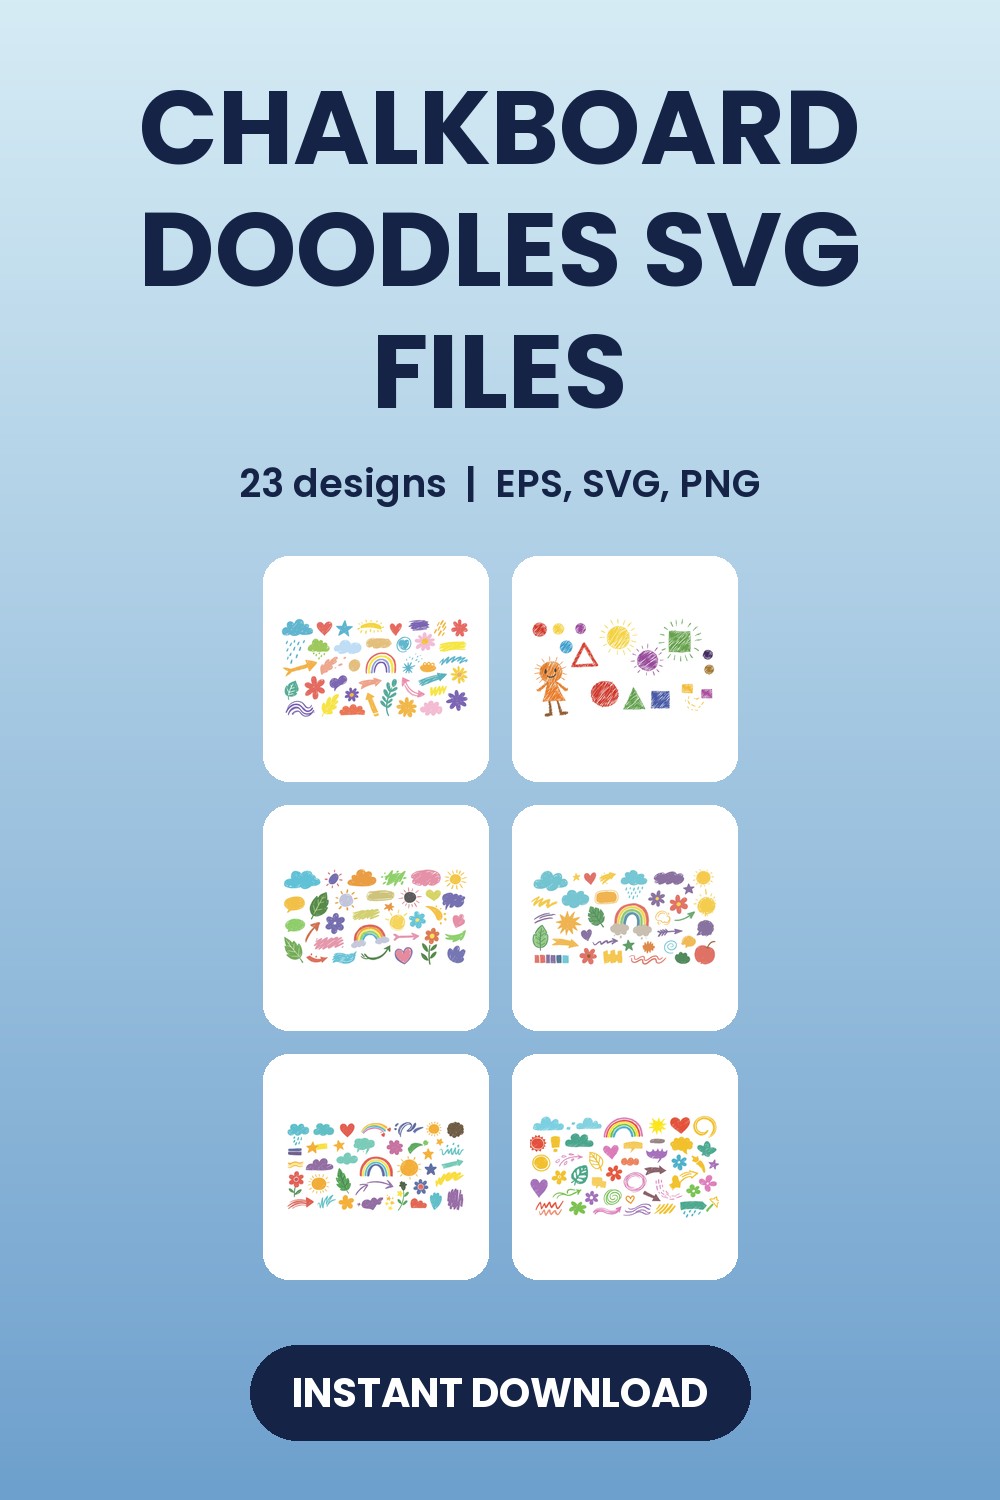 CHALKBOARD
DOODLES SVG
FILES
23 designs | EPS, SVG, PNG
INSTANT DOWNLOAD